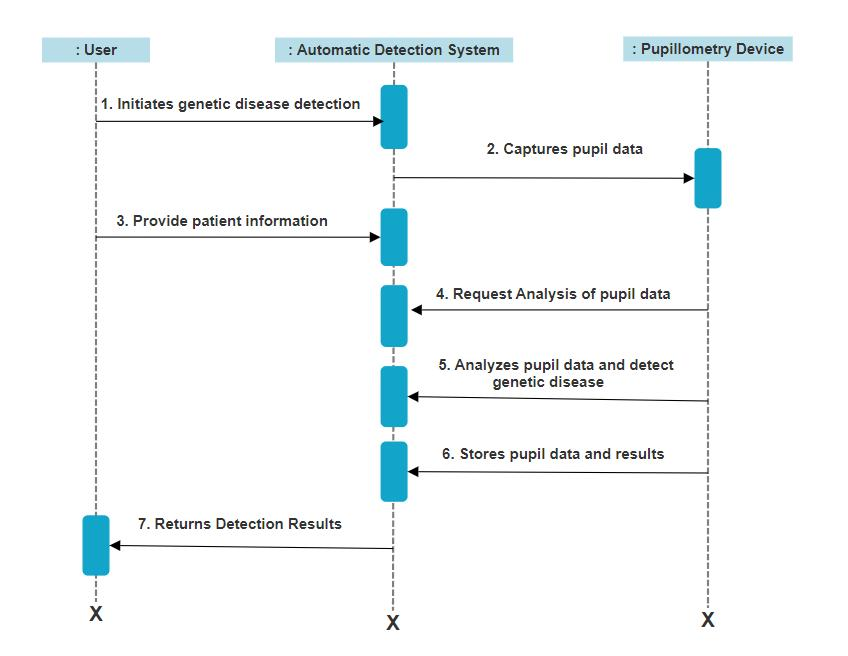 : User
: Automatic Detection System
: Pupillometry Device
1. Initiates genetic disease detection
2. Captures pupil data
3. Provide patient information
4. Request Analysis of pupil data
5. Analyzes pupil data and detect
genetic disease
6. Stores pupil data and results
7. Returns Detection Results
X
X
X